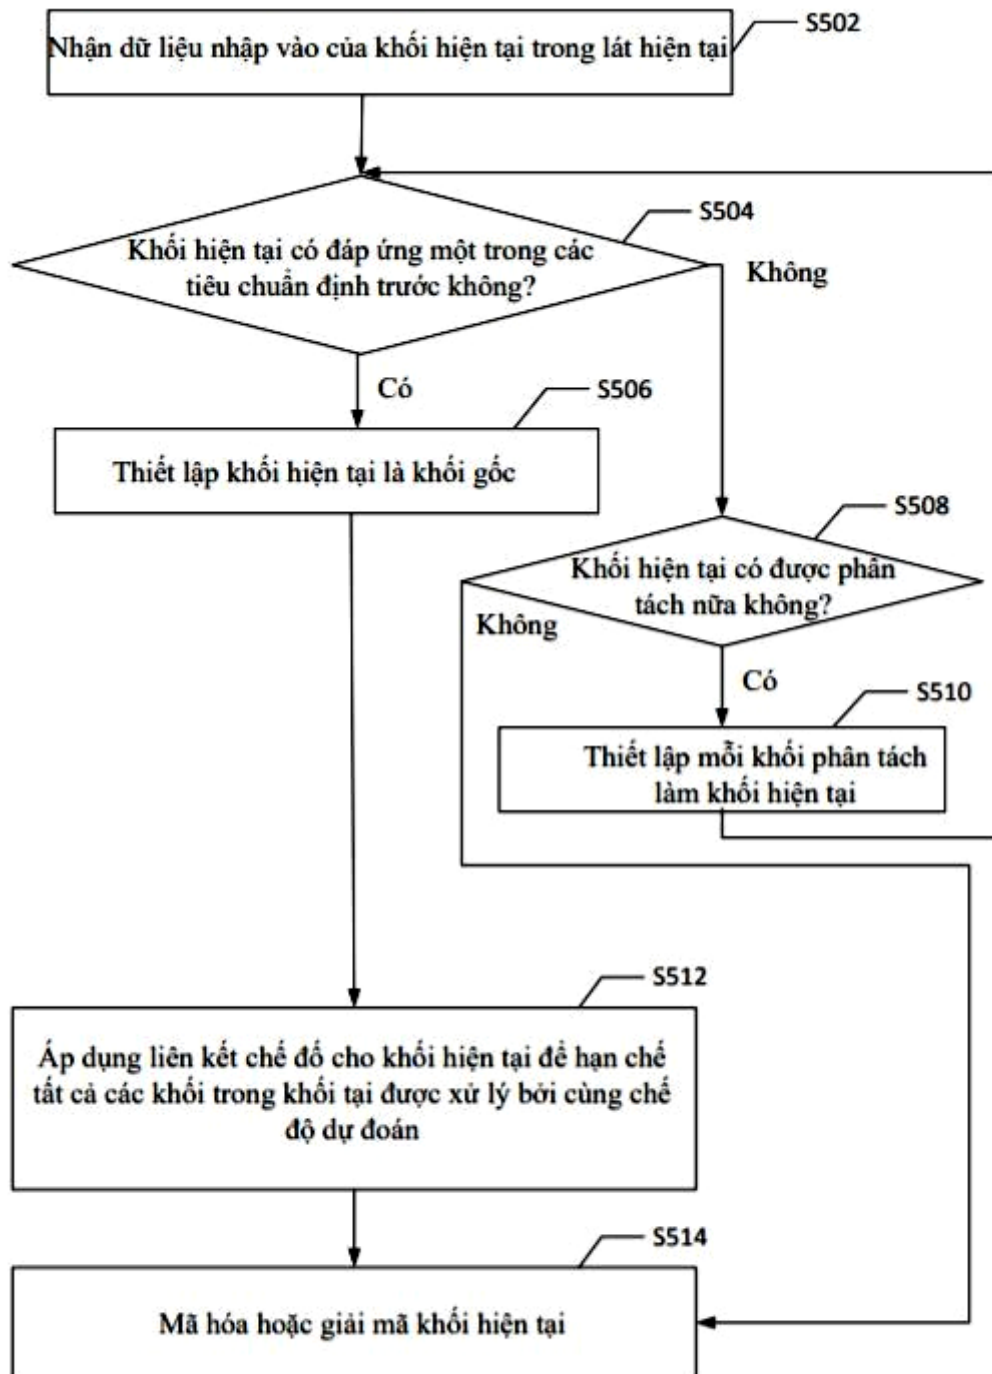 S502
Nhận dữ liệu nhập vào của khối hiện tại trong lát hiện tại
S504
Khối hiện tại có đáp ứng một trong các
tiêu chuẩn định trước không?
Không
Có
S506
Thiết lập khối hiện tại là khối gốc
S508
Khối hiện tại có được phân
tách nữa không?
Không
Có
S510
Thiết lập mỗi khối phân tách
làm khối hiện tại
S512
Áp dụng liên kết chế đố cho khối hiện tại để hạn chế
tất cả các khối trong khối tại được xử lý bởi cùng chế
độ dự đoán
S514
Mã hóa hoặc giải mã khối hiện tại